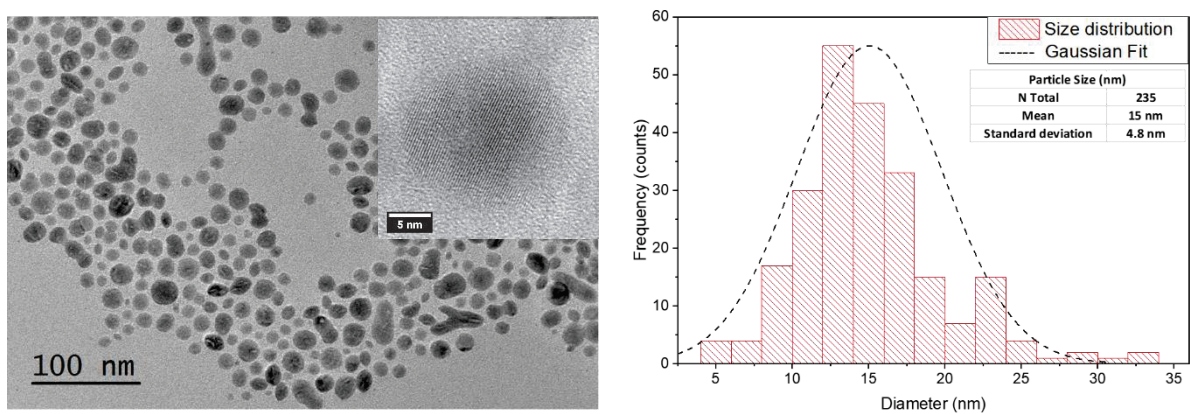 5 nm
100 nm
60
50
40
30
20
10
0
Frequency (counts)
5
10
15
20
25
30
35
Diameter (nm)
Size distribution
Gaussian Fit
Particle Size (nm)
N Total 235
Mean 15 nm
Standard deviation 4.8 nm